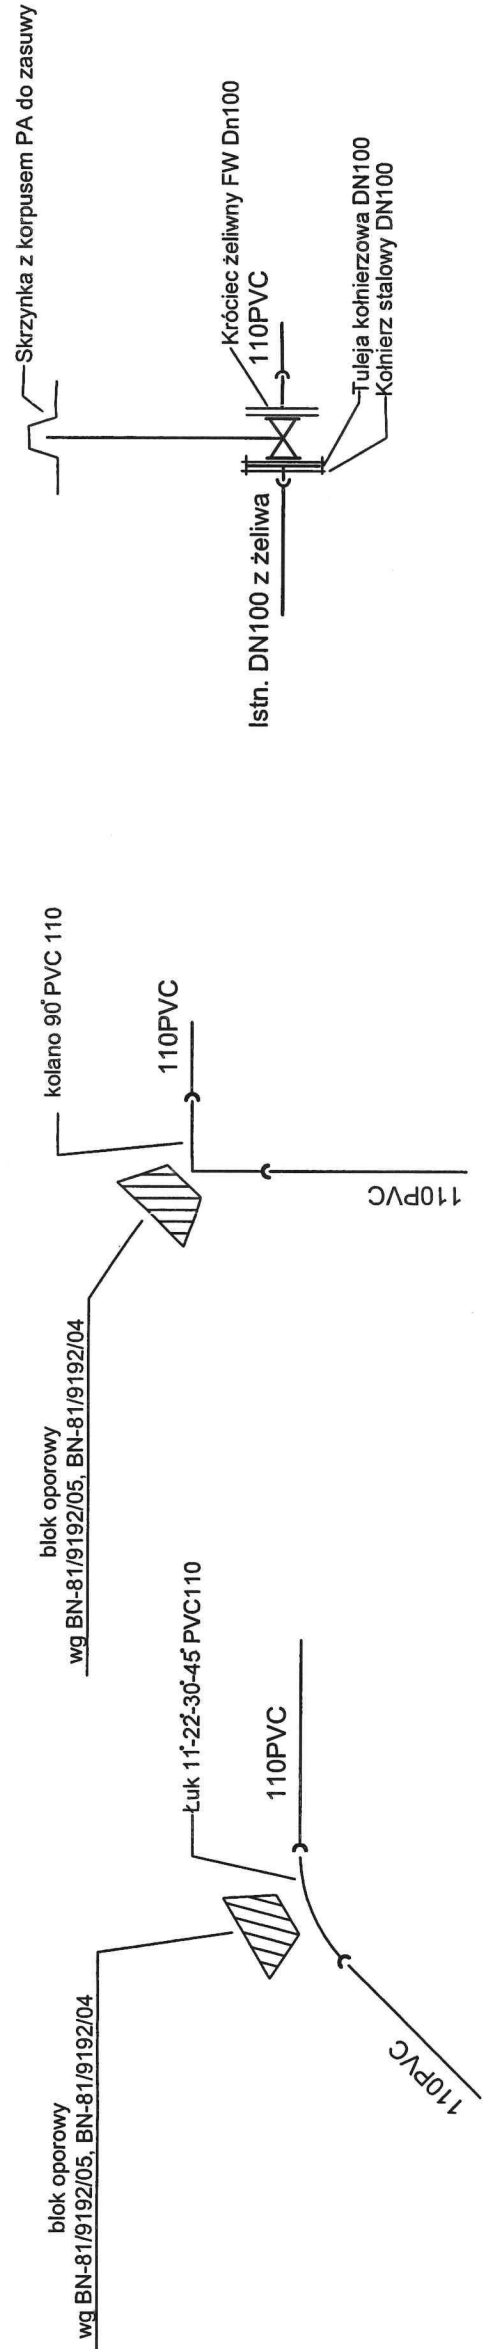 blok oporowy
wg BN-81/9192/05, BN-81/9192/04
Łuk 11°-22°-30-45° PVC110
110PVC
110PVC
blok oporowy
wg BN-81/9192/05, BN-81/9192/04
kolano 90° PVC 110
110PVC
110PVC
Skrzynka z korpusem PA do zasuwy
Króciec żeliwny FW Dn100
110PVC
Istn. DN100 z żeliwa
Tuleja kołnierzowa DN100
Kołnierz stalowy DN100